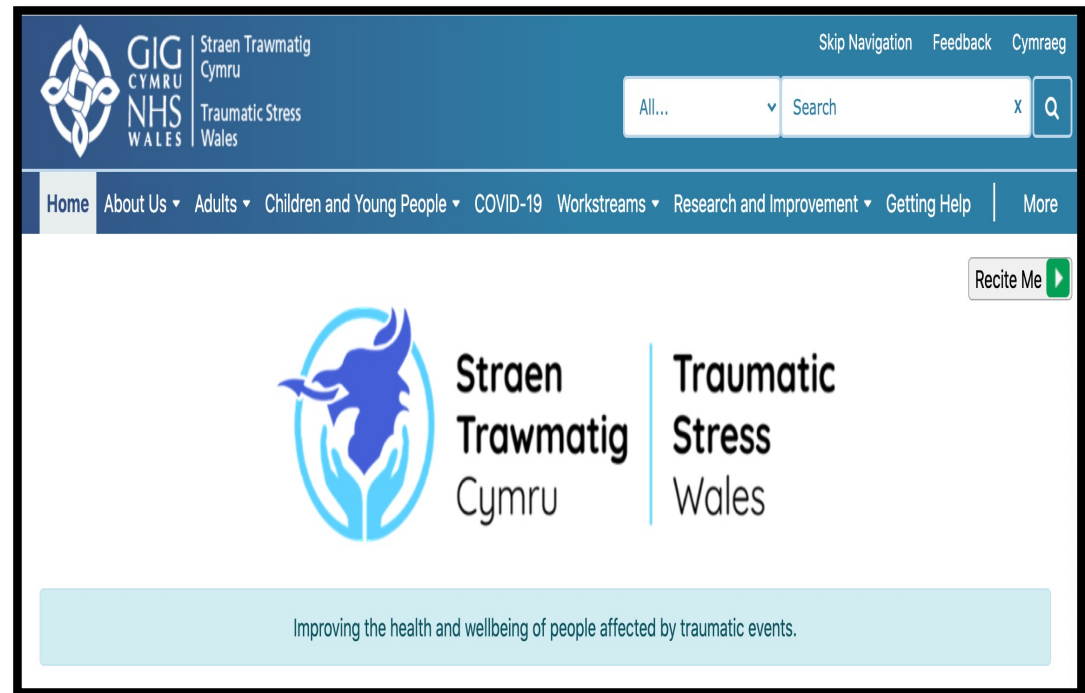 GIG
CYMRU
NHS
WALES
Straen Trawmatig
Cymru
Traumatic Stress
Wales
Skip Navigation Feedback Cymraeg
All... Search X
Home About Us Adults Children and Young People COVID-19 Workstreams Research and Improvement Getting Help More
Recite Me
Straen
Trawmatig
Cymru
Traumatic
Stress
Wales
Improving the health and wellbeing of people affected by traumatic events.